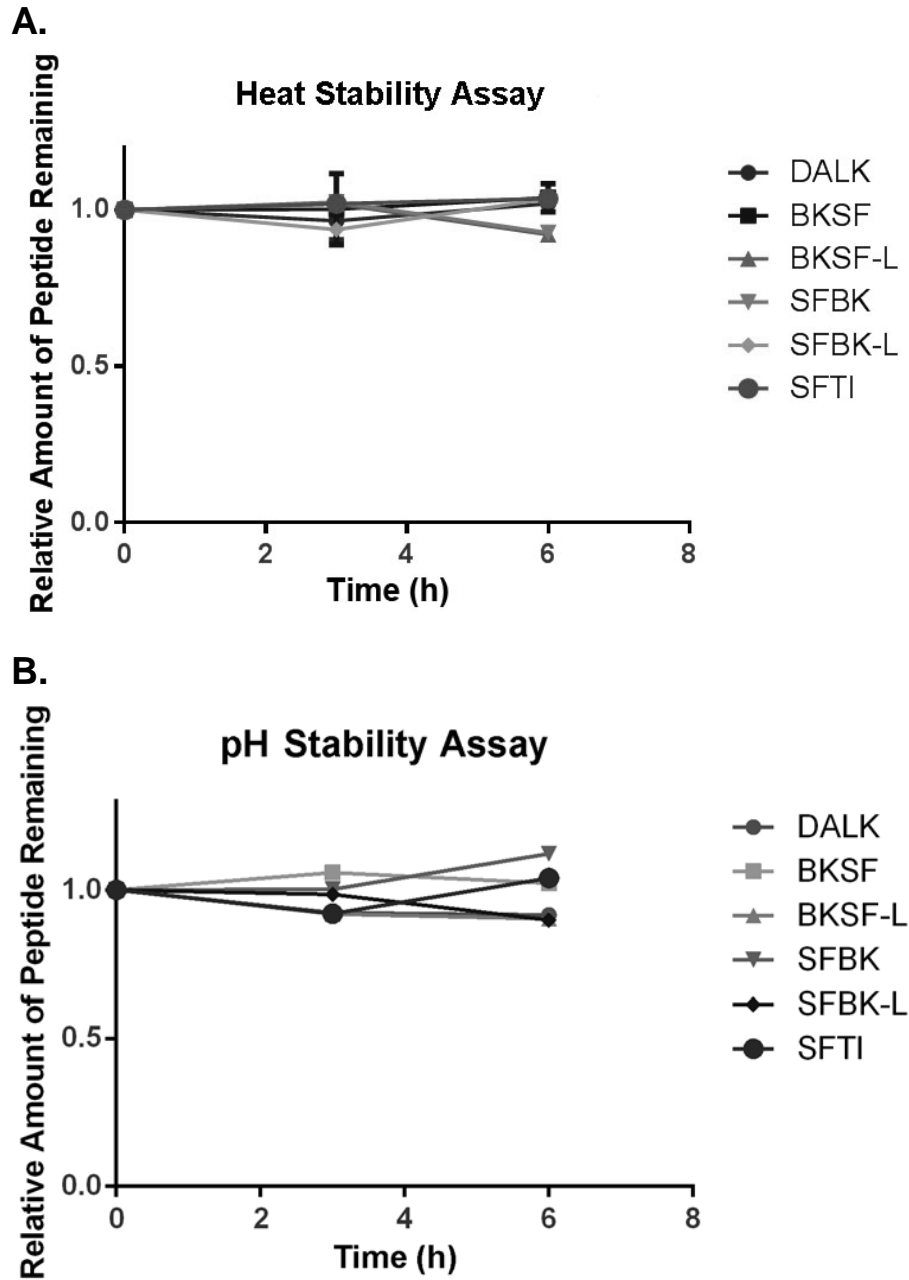 A.
Heat Stability Assay
Relative Amount of Peptide Remaining
1.0
0.5
0.0
0
2
4
6
8
Time (h)
DALK
BKSF
BKSF-L
SFBK
SFBK-L
SFTI
B.
pH Stability Assay
Relative Amount of Peptide Remaining
1.0
0.5
0.0
0
2
4
6
8
Time (h)
DALK
BKSF
BKSF-L
SFBK
SFBK-L
SFTI